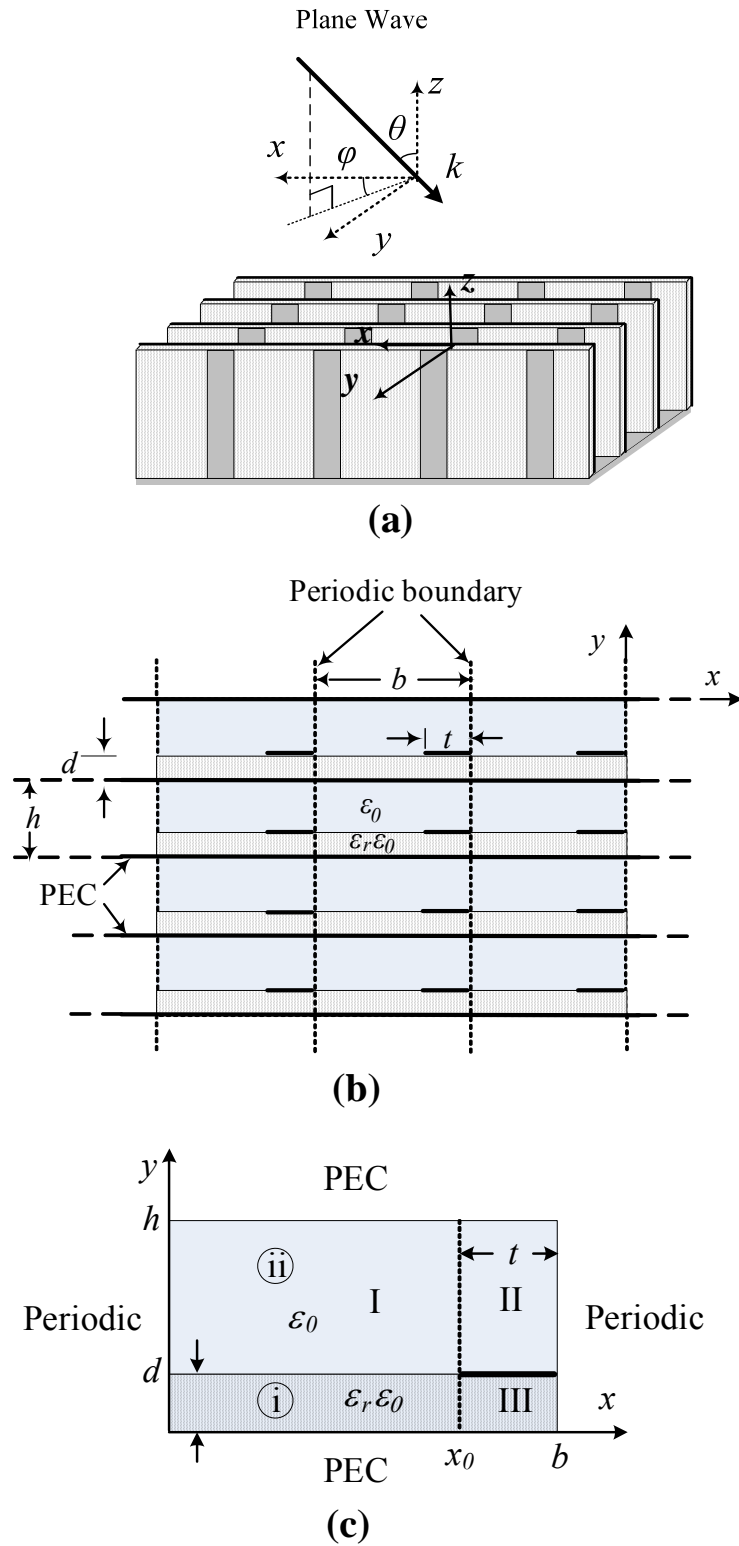 Plane Wave
z
θ
x
φ
k
y
z
x
y
(a)
Periodic boundary
y
b
x
t
d
h
ε0
εrε0
PEC
(b)
y
PEC
h
t
ii
I
II
Periodic
ε0
Periodic
d
i
εrε0
III
x
x0
b
PEC
(c)